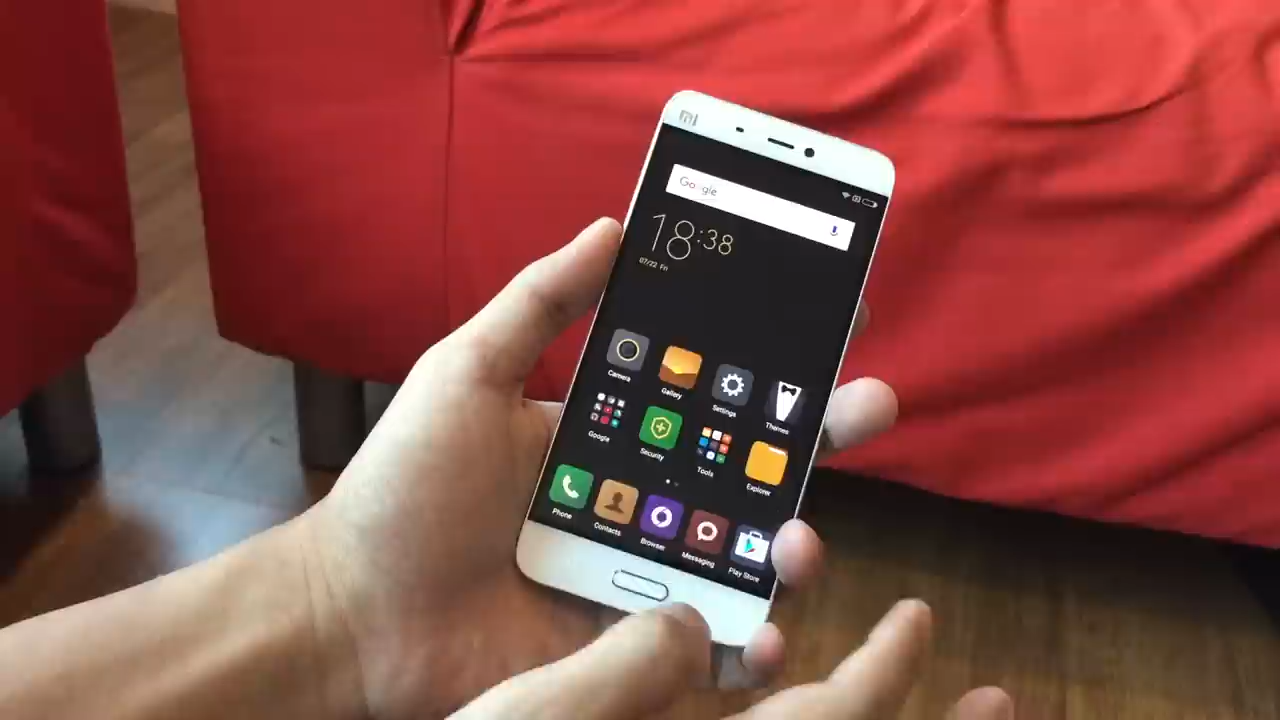 mi
Google
18:38
07/22 Fri
Camera
Gallery
Settings
Themes
Google
Security
Tools
Explorer
Phone
Contacts
Browser
Messaging
Play Store